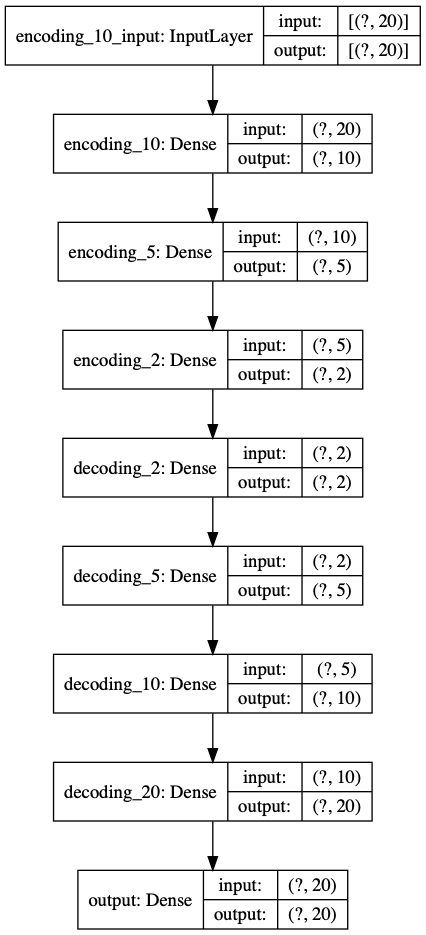 encoding_10_input: InputLayer
input: [(?, 20)]
output: [(?, 20)]
encoding_10: Dense
input: (?, 20)
output: (?, 10)
encoding_5: Dense
input: (?, 10)
output: (?, 5)
encoding_2: Dense
input: (?, 5)
output: (?, 2)
decoding_2: Dense
input: (?, 2)
output: (?, 2)
decoding_5: Dense
input: (?, 2)
output: (?, 5)
decoding_10: Dense
input: (?, 5)
output: (?, 10)
decoding_20: Dense
input: (?, 10)
output: (?, 20)
output: Dense
input: (?, 20)
output: (?, 20)